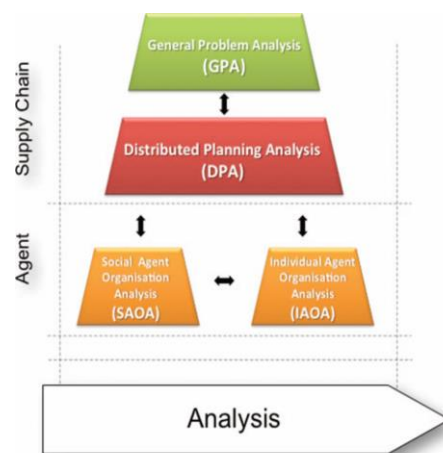 General Problem Analysis
(GPA)
Supply Chain
Distributed Planning Analysis
(DPA)
Agent
Social Agent
Organisation
Analysis
(SAOA)
Individual Agent
Organisation
Analysis
(IAOA)
Analysis